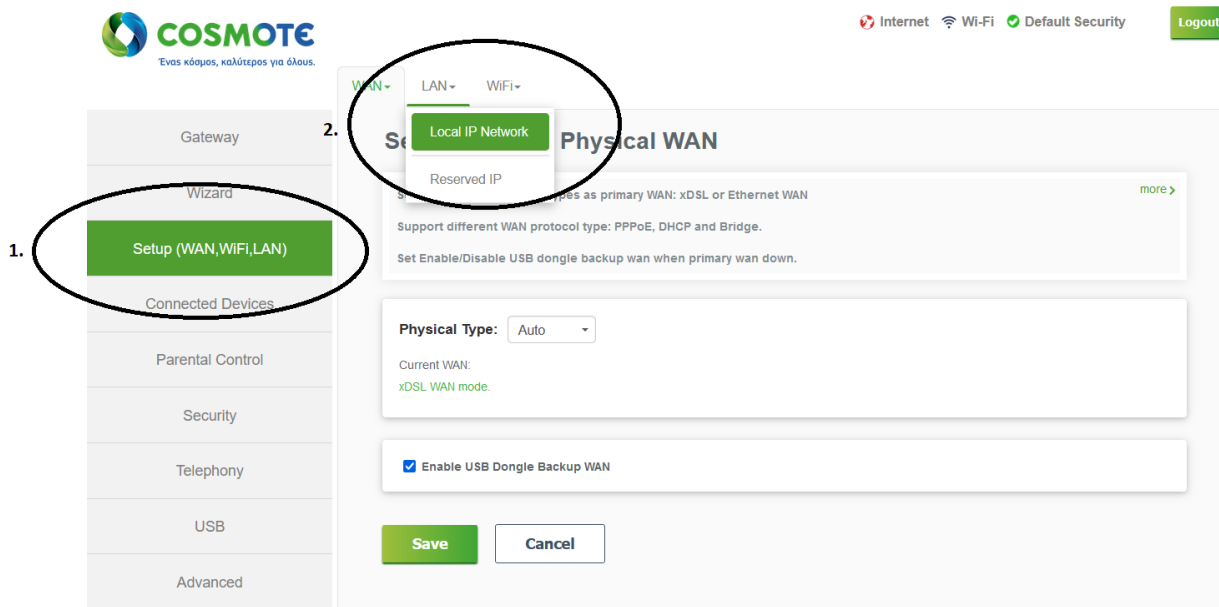 COSMOTE
Ένας κόσμος, καλύτερος για όλους.
Internet Wi-Fi Default Security Logout
WAN LAN WiFi
Gateway
Wizard
1. Setup (WAN,WiFi,LAN)
Connected Devices
Parental Control
Security
Telephony
USB
Advanced
2. Local IP Network
Reserved IP
Physical WAN
more
as primary WAN: xDSL or Ethernet WAN
Support different WAN protocol type: PPPoE, DHCP and Bridge.
Set Enable/Disable USB dongle backup wan when primary wan down.
Physical Type: Auto
Current WAN:
xDSL WAN mode.
Enable USB Dongle Backup WAN
Save Cancel